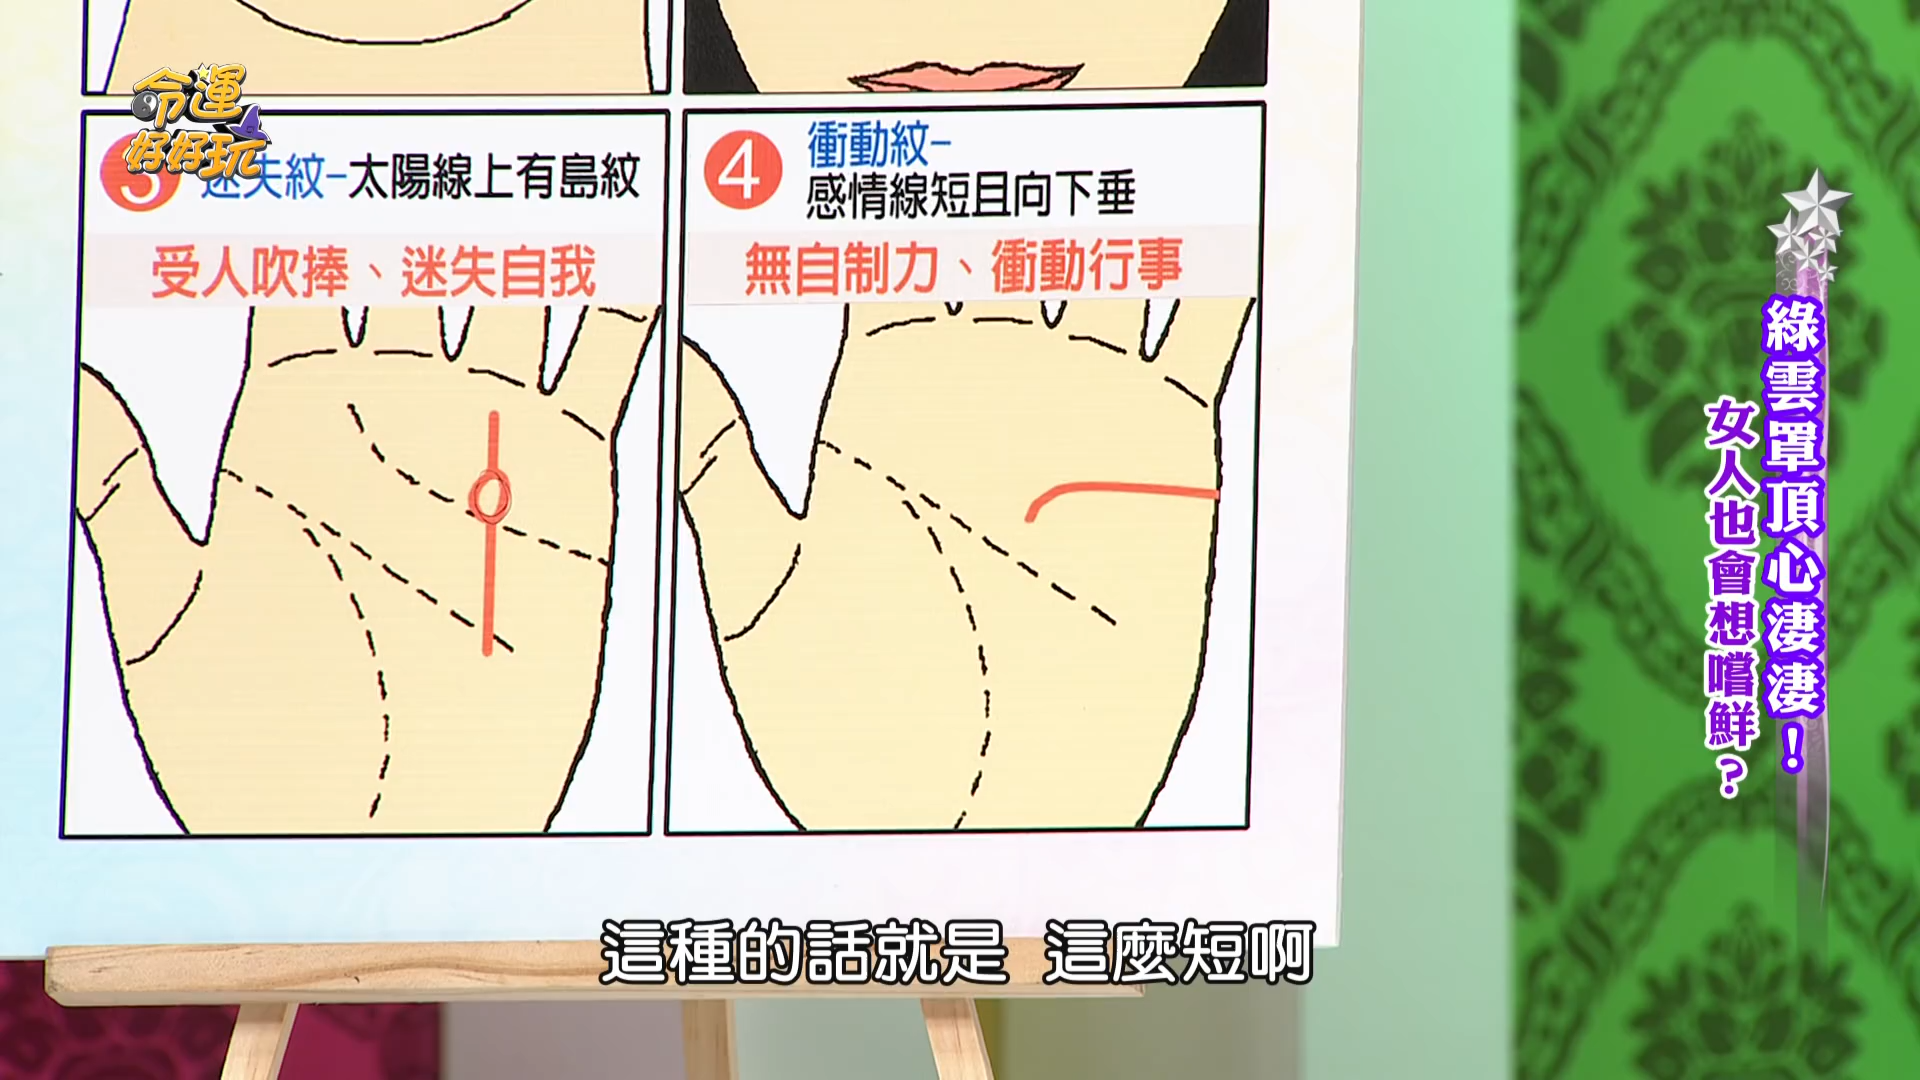 命運
好好玩
3 迷失紋-太陽線上有島紋
受人吹捧、迷失自我
4 衝動紋-
感情線短且向下垂
無自制力、衝動行事
綠雲罩頂心淒淒！
女人也會想嚐鮮？
這種的話就是 這麼短啊